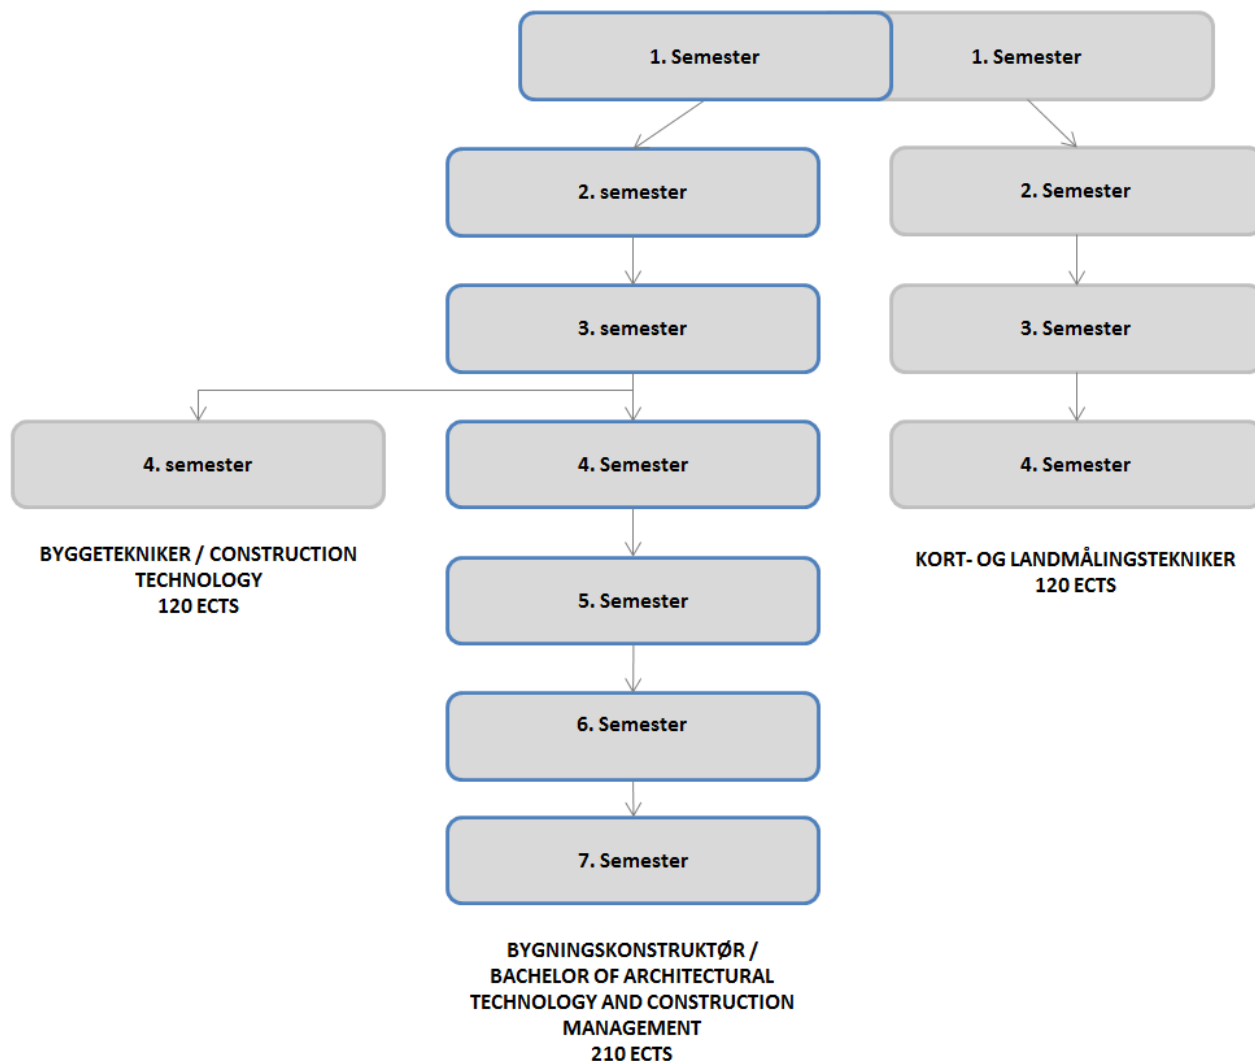 1. Semester
1. Semester
2. semester
2. Semester
3. semester
3. Semester
4. semester
4. Semester
4. Semester
BYGGETEKNIKER / CONSTRUCTION
TECHNOLOGY
120 ECTS
KORT- OG LANDMÅLINGSTEKNIKER
120 ECTS
5. Semester
6. Semester
7. Semester
BYGNINGSKONSTRUKTØR /
BACHELOR OF ARCHITECTURAL
TECHNOLOGY AND CONSTRUCTION
MANAGEMENT
210 ECTS